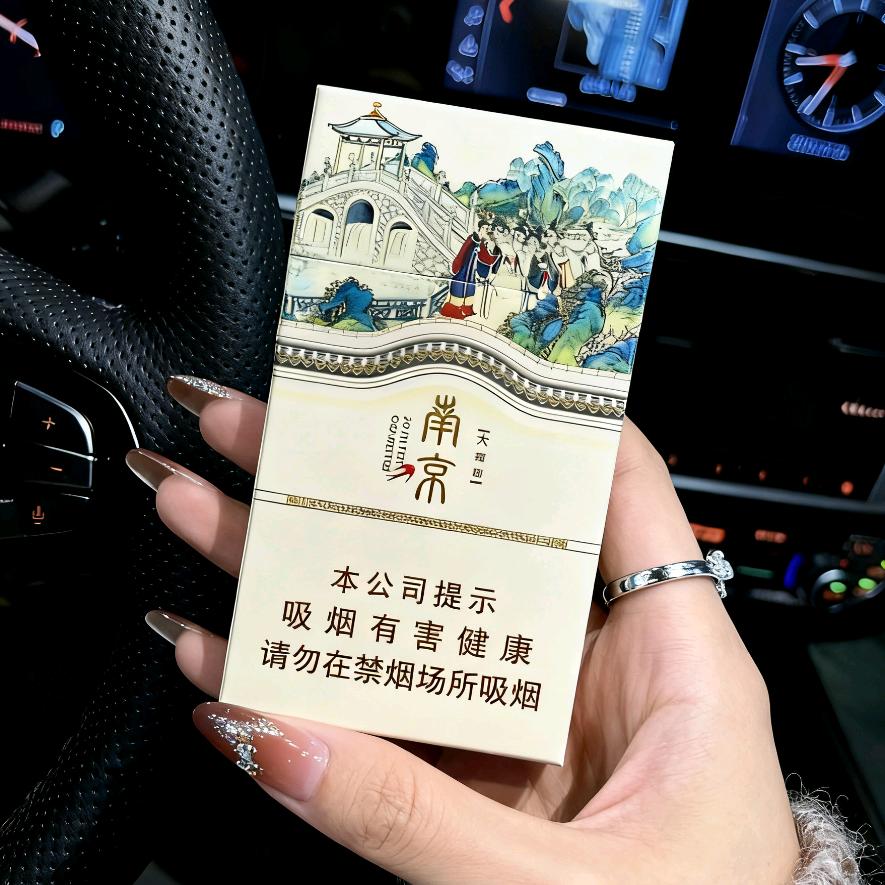 南京
本公司提示
吸烟有害健康
请勿在禁烟场所吸烟